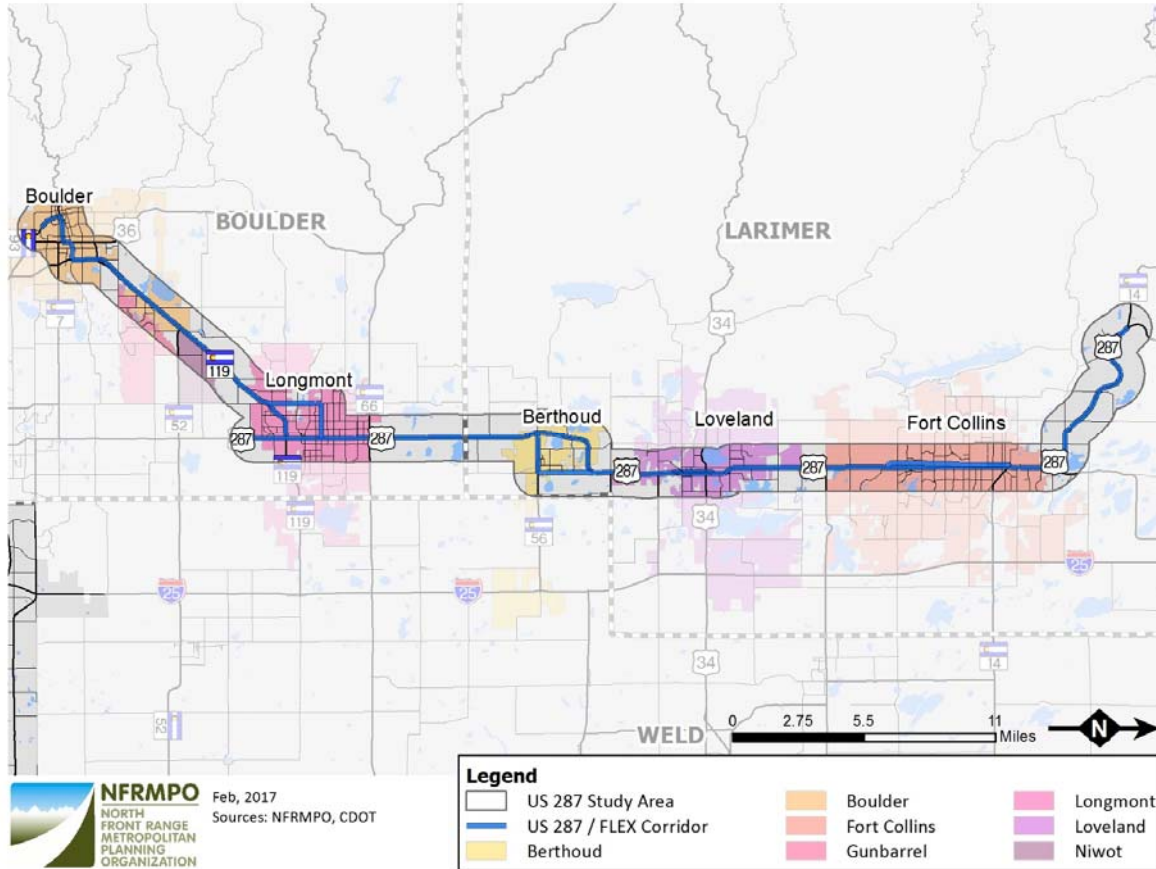 Boulder
36
BOULDER
LARIMER
93
7
14
287
34
119
Longmont
66
52
Berthoud
Loveland
Fort Collins
287
287
287
287
287
119
119
34
56
25
25
25
34
14
52
WELD
0 2.75 5.5 11
Miles
N
NFRMPO
NORTH
FRONT RANGE
METROPOLITAN
PLANNING
ORGANIZATION
Feb, 2017
Sources: NFRMPO, CDOT
Legend
US 287 Study Area
US 287 / FLEX Corridor
Berthoud
Boulder
Fort Collins
Gunbarrel
Longmont
Loveland
Niwot